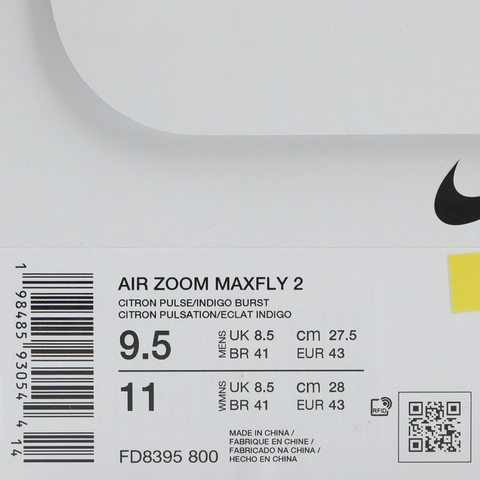 AIR ZOOM MAXFLY 2
CITRON PULSE/INDIGO BURST
CITRON PULSATION/ECLAT INDIGO
9.5 MENS UK 8.5 cm 27.5
BR 41 EUR 43
11 WMNS UK 8.5 cm 28
BR 41 EUR 43
FD8395 800
MADE IN CHINA /
FABRIQUE EN CHINE /
FABRICADO NA CHINA /
HECHO EN CHINA
RFID
1 98485 93054 4 14